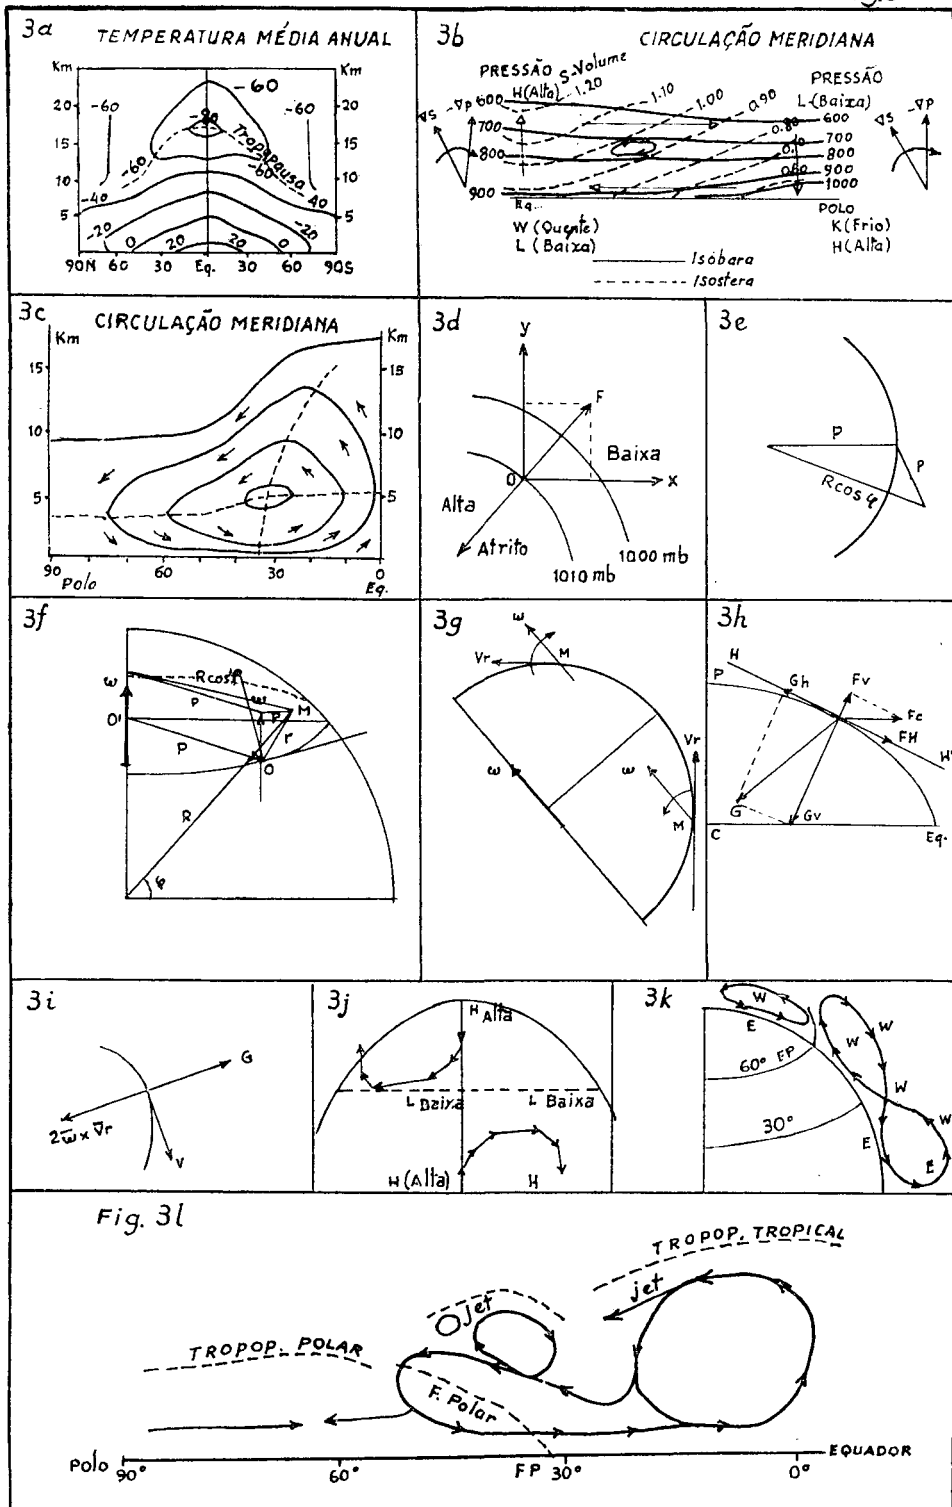 3a TEMPERATURA MÉDIA ANUAL
Km Km
-60
20 -60 -60 20
-80
15 15
Tropopausa
-60 -60
10 10
-40 -40
5 5
-20 -20
0 20 20 0
90N 60 30 Eq. 30 60 90S
3b CIRCULAÇÃO MERIDIANA
PRESSÃO S-Volume PRESSÃO
H(Alta) 1.20 1.10 1.00 0.90 L-(Baixa)
∇S -∇P 600 600 ∇S -∇P
700 0.80 700
800 800
900
900 1000
Eq. POLO
W (Quente) K (Frio)
L (Baixa) H (Alta)
Isóbara
Isostera
3c CIRCULAÇÃO MERIDIANA
Km Km
15 15
10 10
5 5
90 60 30 0
Polo Eq.
3d
y
F
Baixa
O x
Alta
Atrito
1010 mb 1000 mb
3e
P
P
R cos φ
3f
R cos φ
ω P ω P M
O'
P r
O
R
φ
3g
ω
Vr M
Vr
ω ω
M
3h
H
P Gh Fv
Fc
FH
H'
G Gv
C Eq.
3i
G
2ω̄ x V̄r
V
3j
H Alta
L Baixa L Baixa
H (Alta) H
3k
W
E W W
60° EP
W
30° W
E E
Fig. 3l
TROPOP. TROPICAL
jet
Jet
TROPOP. POLAR
F. Polar
EQUADOR
Polo 90° 60° FP 30° 0°